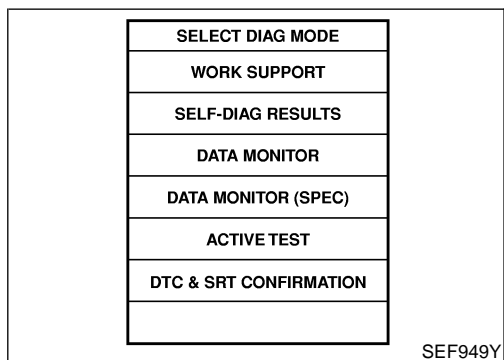 SELECT DIAG MODE
WORK SUPPORT
SELF-DIAG RESULTS
DATA MONITOR
DATA MONITOR (SPEC)
ACTIVE TEST
DTC & SRT CONFIRMATION
SEF949Y